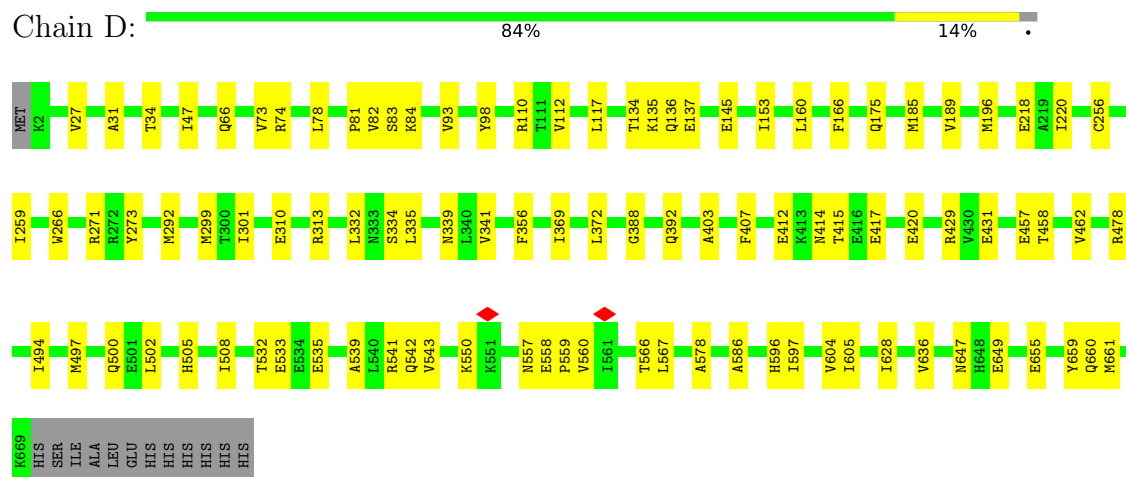 Chain D:
84% 14% •
MET K2 V27 A31 T34 I47 Q66 V73 R74 L78 P81 V82 S83 K84 V93 Y98 R110 T111 V112 L117 T134 K135 Q136 E137 E145 I153 L160 F166 Q175 M185 V189 M196 E218 A219 I220 C256
I259 W266 R271 R272 Y273 M292 M299 T300 I301 E310 R313 L332 N333 S334 L335 N339 L340 V341 F356 I369 L372 G388 Q392 A403 F407 E412 K413 N414 T415 E416 E417 E420 R429 V430 E431 E457 T458 V462 R478
I494 M497 Q500 E501 L502 H505 I508 T532 E533 E534 E535 A539 L540 R541 Q542 V543 K550 K551 N557 E558 P559 V560 I561 T566 L567 A578 A586 H596 I597 V604 I605 I628 V636 N647 H648 E649 E655 Y659 Q660 M661
K669 HIS SER ILE ALA LEU GLU HIS HIS HIS HIS HIS HIS